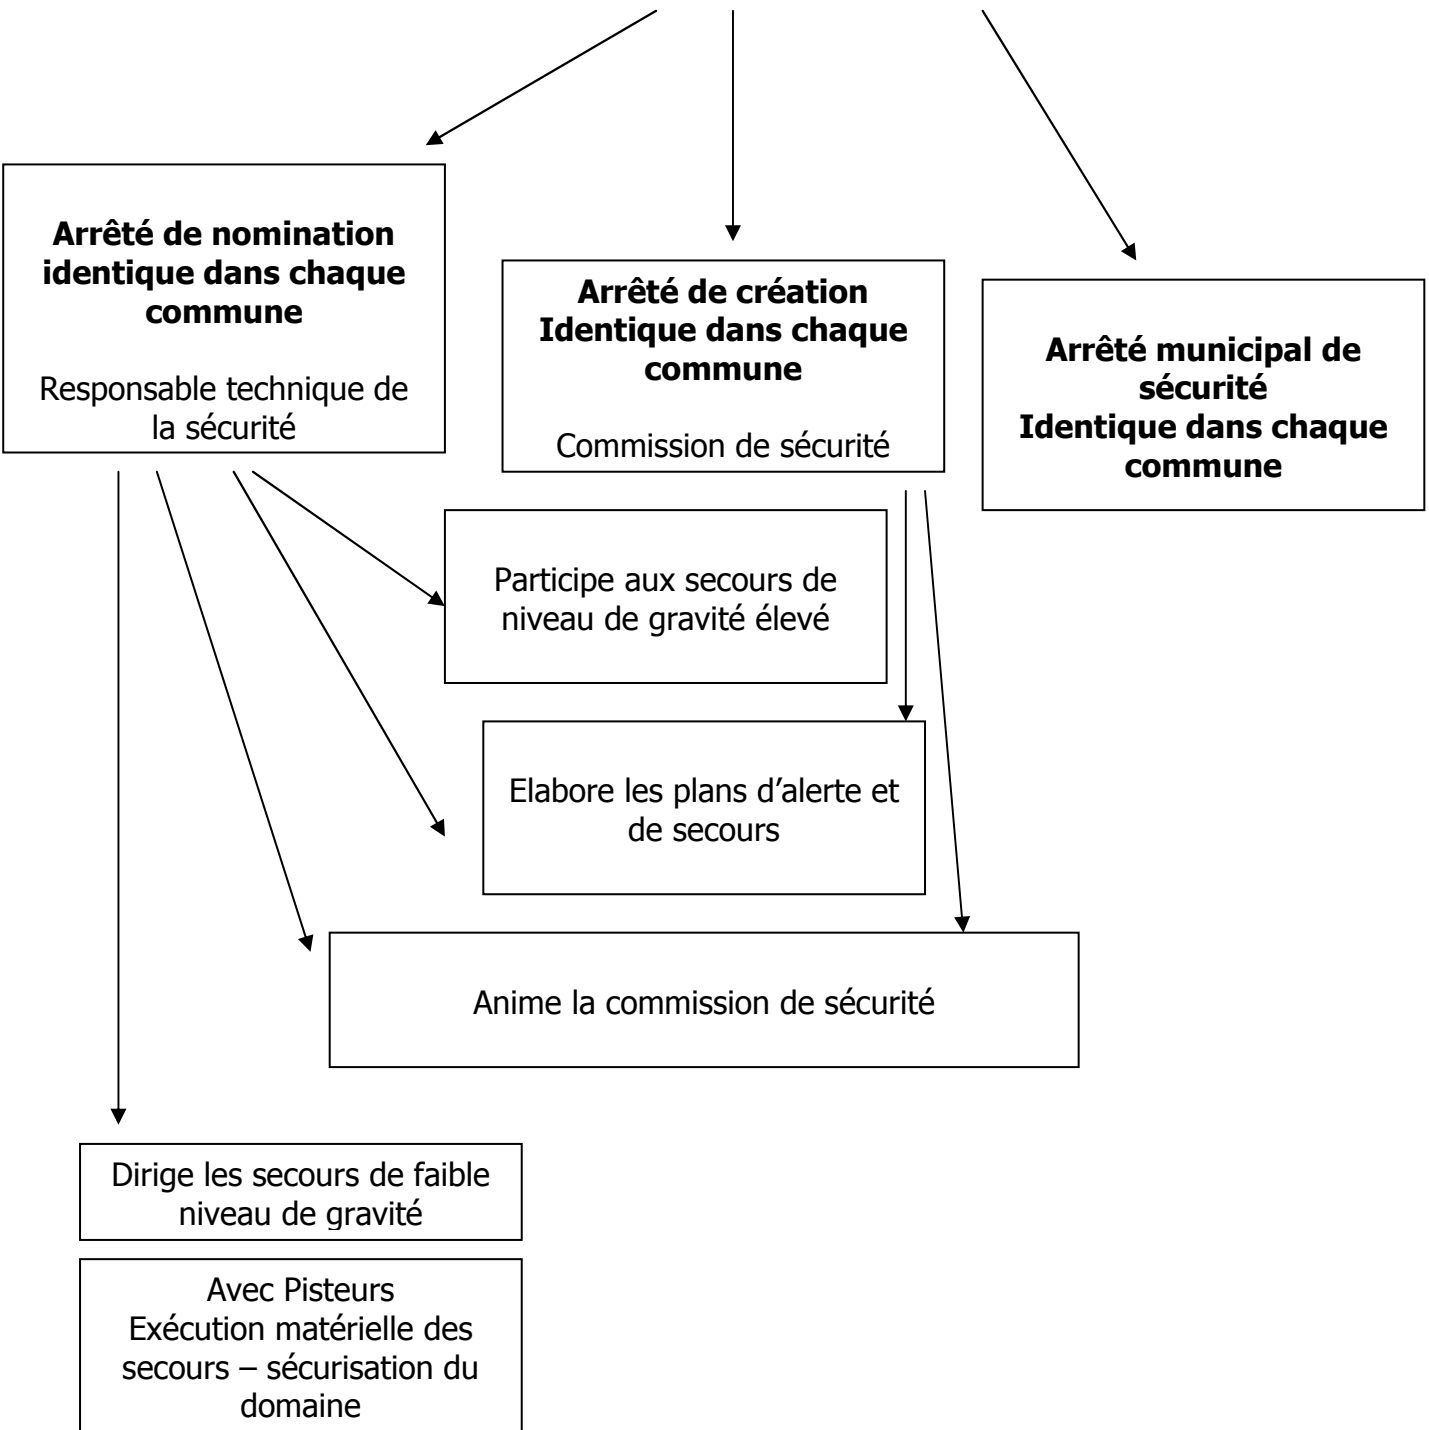 Arrêté de nomination
identique dans chaque
commune
Responsable technique de
la sécurité
Arrêté de création
Identique dans chaque
commune
Commission de sécurité
Arrêté municipal de
sécurité
Identique dans chaque
commune
Participe aux secours de
niveau de gravité élevé
Elabore les plans d’alerte et
de secours
Anime la commission de sécurité
Dirige les secours de faible
niveau de gravité
Avec Pisteurs
Exécution matérielle des
secours – sécurisation du
domaine